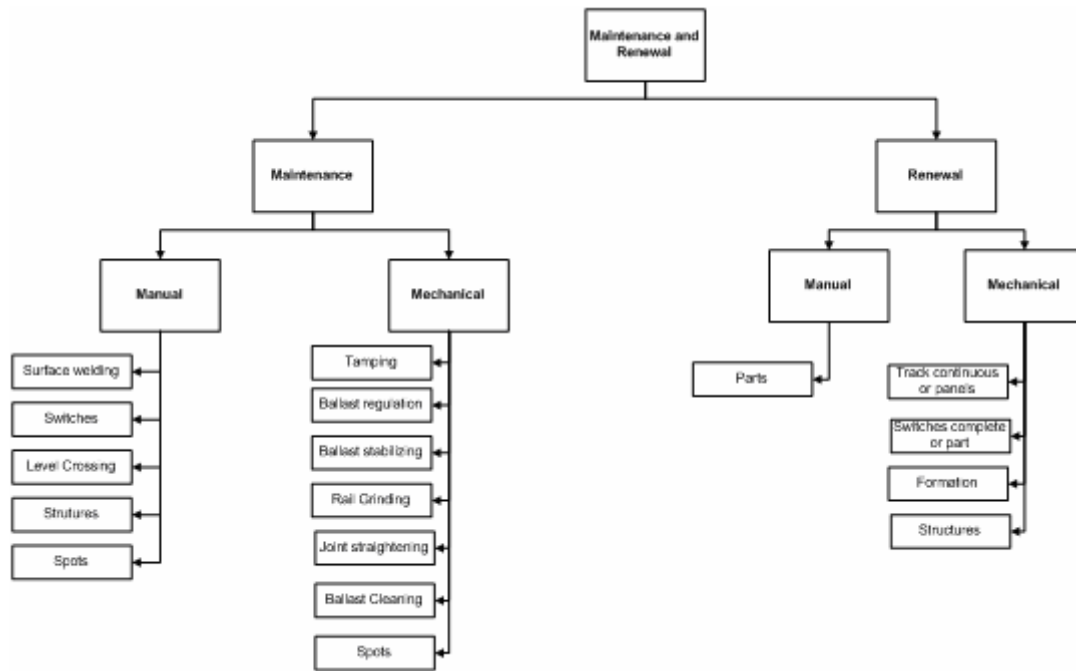 Maintenance and
Renewal
Maintenance
Renewal
Manual
Mechanical
Manual
Mechanical
Surface welding
Switches
Level Crossing
Strutures
Spots
Tamping
Ballast regulation
Ballast stabilizing
Rail Grinding
Joint straightening
Ballast Cleaning
Spots
Parts
Track continuous
or panels
Switches complete
or part
Formation
Structures